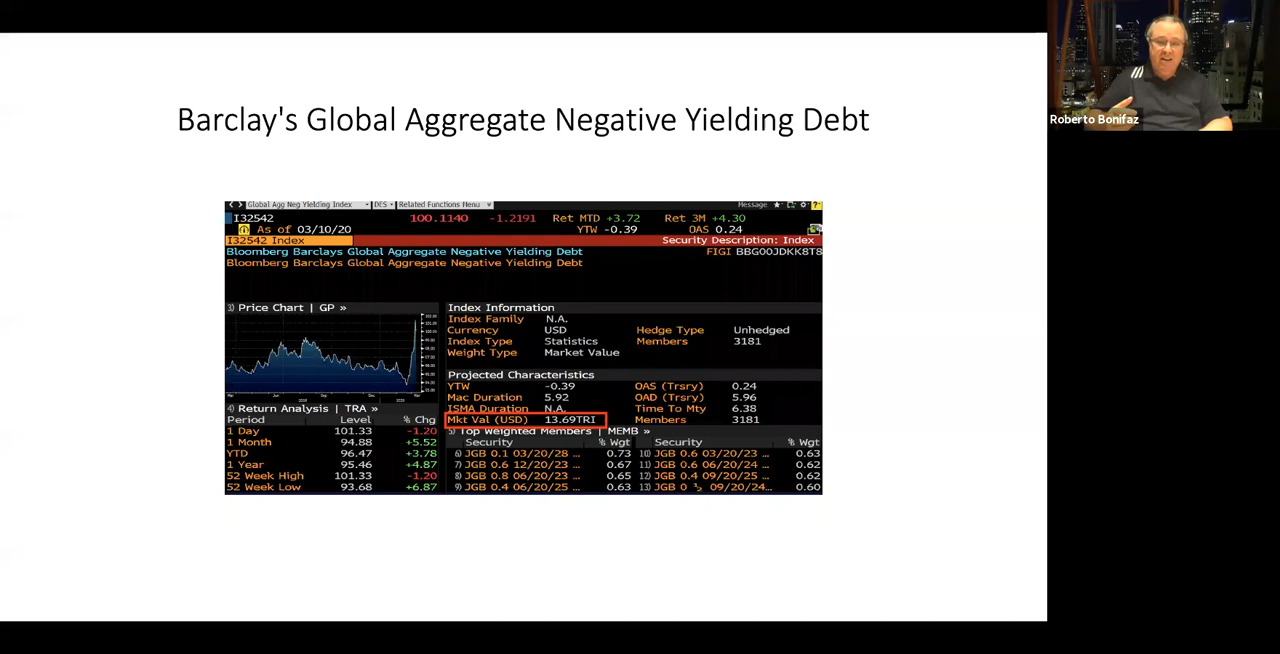 Barclay's Global Aggregate Negative Yielding Debt
Roberto Bonifaz
Global Agg Neg Yielding Index DES Related Functions Menu Message
I32542 100.1140 -1.2191 Ret MTD +3.72 Ret 3M +4.30
As of 03/10/20 YTW -0.39 OAS 0.24
I32542 Index Security Description: Index
Bloomberg Barclays Global Aggregate Negative Yielding Debt FIGI BBG00JDKK8T8
Bloomberg Barclays Global Aggregate Negative Yielding Debt
3) Price Chart | GP »
Index Information
Index Family N.A.
Currency USD Hedge Type Unhedged
Index Type Statistics Members 3181
Weight Type Market Value
Projected Characteristics
YTW -0.39 OAS (Trsry) 0.24
Mac Duration 5.92 OAD (Trsry) 5.96
ISMA Duration N.A. Time To Mty 6.38
Mkt Val (USD) 13.69TRI Members 3181
4) Return Analysis | TRA »
Period Level % Chg
1 Day 101.33 -1.20
1 Month 94.88 +5.52
YTD 96.47 +3.78
1 Year 95.46 +4.87
52 Week High 101.33 -1.20
52 Week Low 93.68 +6.87
5) Top Weighted Members | MEMB »
Security % Wgt Security % Wgt
6) JGB 0.1 03/20/28 ... 0.73 10) JGB 0.6 03/20/23 ... 0.63
7) JGB 0.6 12/20/23 ... 0.67 11) JGB 0.6 06/20/24 ... 0.62
8) JGB 0.8 06/20/23 ... 0.65 12) JGB 0.4 09/20/25 ... 0.62
9) JGB 0.4 06/20/25 ... 0.63 13) JGB 0 09/20/24... 0.60